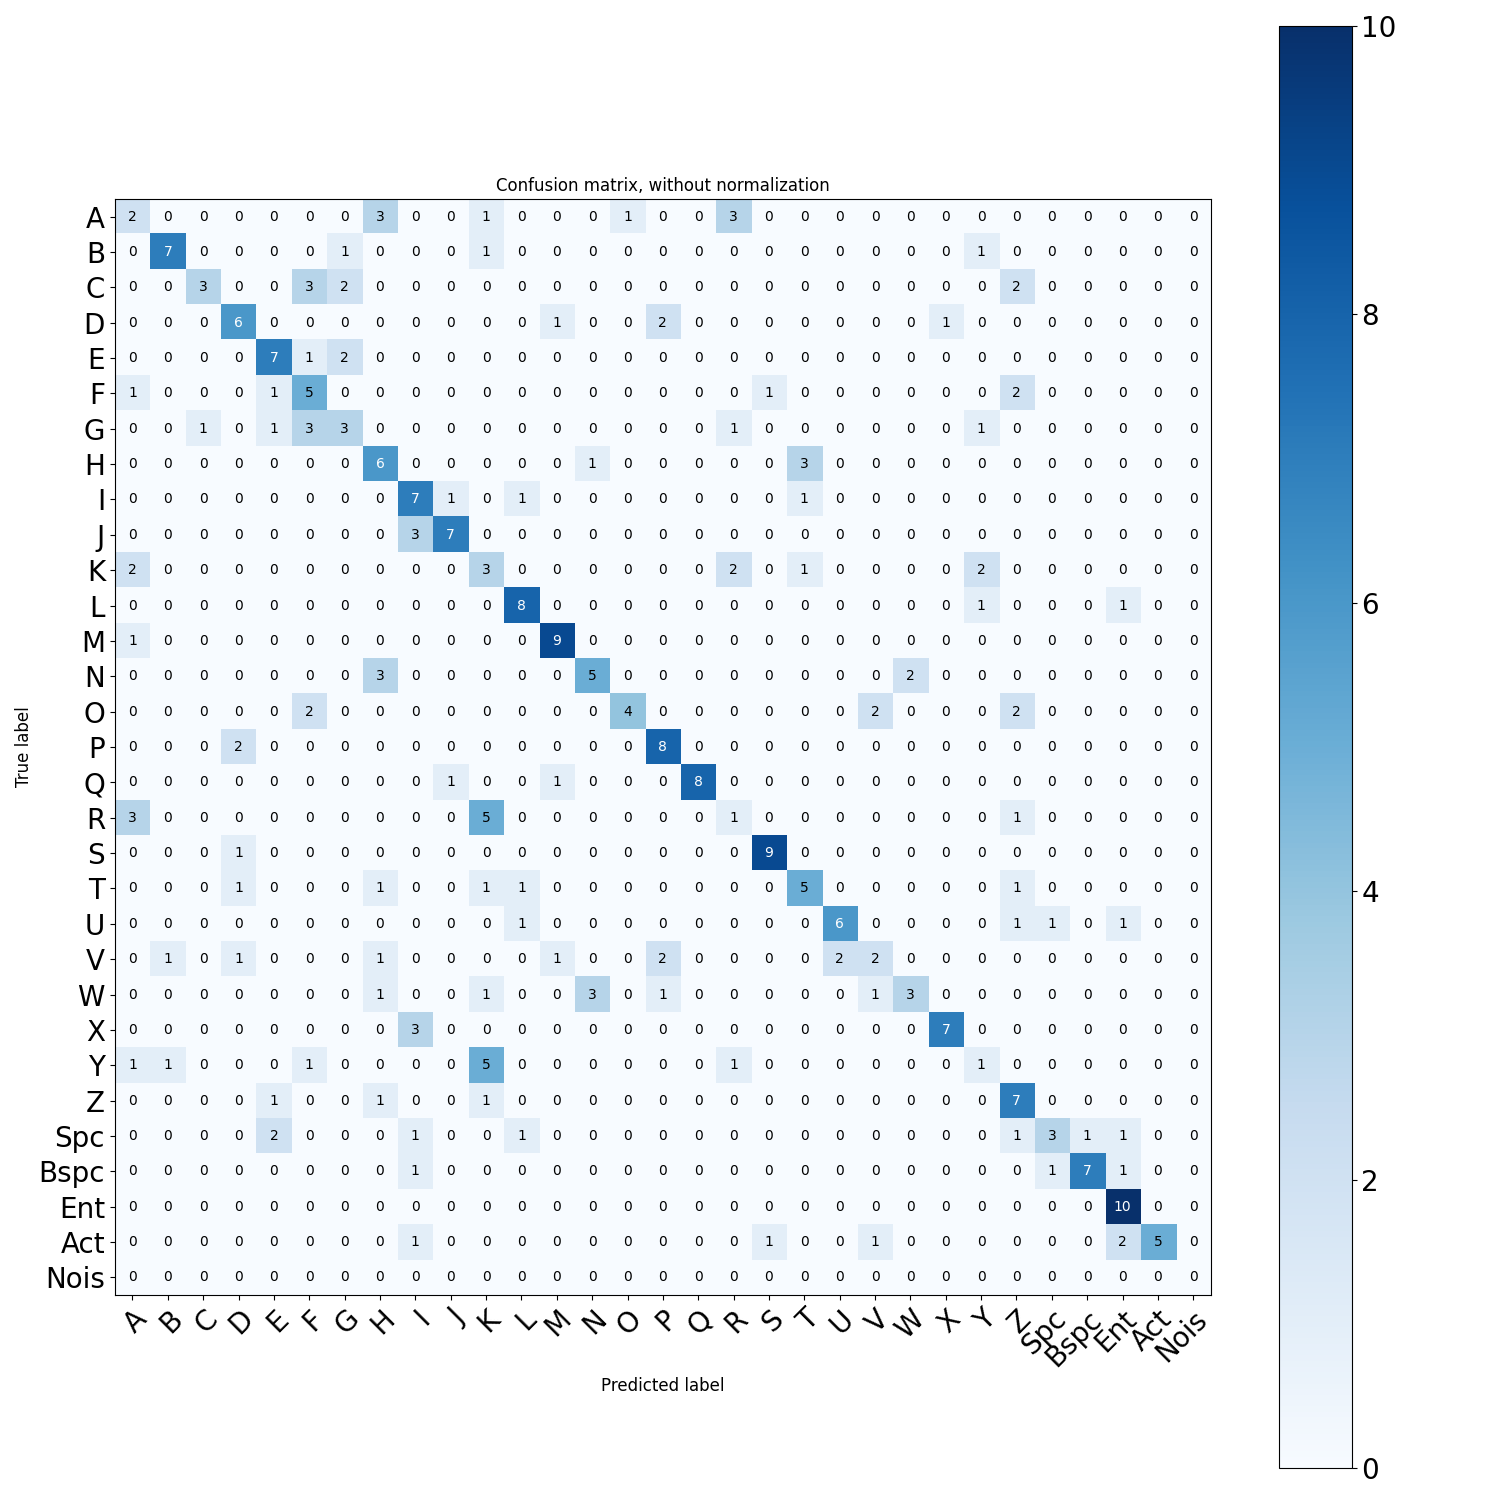 Confusion matrix, without normalization
A 2 0 0 0 0 0 0 3 0 0 1 0 0 0 1 0 0 3 0 0 0 0 0 0 0 0 0 0 0 0 0
B 0 7 0 0 0 0 1 0 0 0 1 0 0 0 0 0 0 0 0 0 0 0 0 0 1 0 0 0 0 0 0
C 0 0 3 0 0 3 2 0 0 0 0 0 0 0 0 0 0 0 0 0 0 0 0 0 0 2 0 0 0 0 0
D 0 0 0 6 0 0 0 0 0 0 0 0 1 0 0 2 0 0 0 0 0 0 0 1 0 0 0 0 0 0 0
E 0 0 0 0 7 1 2 0 0 0 0 0 0 0 0 0 0 0 0 0 0 0 0 0 0 0 0 0 0 0 0
F 1 0 0 0 1 5 0 0 0 0 0 0 0 0 0 0 0 0 1 0 0 0 0 0 0 2 0 0 0 0 0
G 0 0 1 0 1 3 3 0 0 0 0 0 0 0 0 0 0 1 0 0 0 0 0 0 1 0 0 0 0 0 0
H 0 0 0 0 0 0 0 6 0 0 0 0 0 1 0 0 0 0 0 3 0 0 0 0 0 0 0 0 0 0 0
I 0 0 0 0 0 0 0 0 7 1 0 1 0 0 0 0 0 0 0 1 0 0 0 0 0 0 0 0 0 0 0
J 0 0 0 0 0 0 0 0 3 7 0 0 0 0 0 0 0 0 0 0 0 0 0 0 0 0 0 0 0 0 0
K 2 0 0 0 0 0 0 0 0 0 3 0 0 0 0 0 0 2 0 1 0 0 0 0 2 0 0 0 0 0 0
L 0 0 0 0 0 0 0 0 0 0 0 8 0 0 0 0 0 0 0 0 0 0 0 0 1 0 0 0 1 0 0
M 1 0 0 0 0 0 0 0 0 0 0 0 9 0 0 0 0 0 0 0 0 0 0 0 0 0 0 0 0 0 0
N 0 0 0 0 0 0 0 3 0 0 0 0 0 5 0 0 0 0 0 0 0 0 2 0 0 0 0 0 0 0 0
O 0 0 0 0 0 2 0 0 0 0 0 0 0 0 4 0 0 0 0 0 0 2 0 0 0 2 0 0 0 0 0
P 0 0 0 2 0 0 0 0 0 0 0 0 0 0 0 8 0 0 0 0 0 0 0 0 0 0 0 0 0 0 0
Q 0 0 0 0 0 0 0 0 0 1 0 0 1 0 0 0 8 0 0 0 0 0 0 0 0 0 0 0 0 0 0
R 3 0 0 0 0 0 0 0 0 0 5 0 0 0 0 0 0 1 0 0 0 0 0 0 0 1 0 0 0 0 0
S 0 0 0 1 0 0 0 0 0 0 0 0 0 0 0 0 0 0 9 0 0 0 0 0 0 0 0 0 0 0 0
T 0 0 0 1 0 0 0 1 0 0 1 1 0 0 0 0 0 0 0 5 0 0 0 0 0 1 0 0 0 0 0
U 0 0 0 0 0 0 0 0 0 0 0 1 0 0 0 0 0 0 0 0 6 0 0 0 0 1 1 0 1 0 0
V 0 1 0 1 0 0 0 1 0 0 0 0 1 0 0 2 0 0 0 0 2 2 0 0 0 0 0 0 0 0 0
W 0 0 0 0 0 0 0 1 0 0 1 0 0 3 0 1 0 0 0 0 0 1 3 0 0 0 0 0 0 0 0
X 0 0 0 0 0 0 0 0 3 0 0 0 0 0 0 0 0 0 0 0 0 0 0 7 0 0 0 0 0 0 0
Y 1 1 0 0 0 1 0 0 0 0 5 0 0 0 0 0 0 1 0 0 0 0 0 0 1 0 0 0 0 0 0
Z 0 0 0 0 1 0 0 1 0 0 1 0 0 0 0 0 0 0 0 0 0 0 0 0 0 7 0 0 0 0 0
Spc 0 0 0 0 2 0 0 0 1 0 0 1 0 0 0 0 0 0 0 0 0 0 0 0 0 1 3 1 1 0 0
Bspc 0 0 0 0 0 0 0 0 1 0 0 0 0 0 0 0 0 0 0 0 0 0 0 0 0 0 1 7 1 0 0
Ent 0 0 0 0 0 0 0 0 0 0 0 0 0 0 0 0 0 0 0 0 0 0 0 0 0 0 0 0 10 0 0
Act 0 0 0 0 0 0 0 0 1 0 0 0 0 0 0 0 0 0 1 0 0 1 0 0 0 0 0 0 2 5 0
Nois 0 0 0 0 0 0 0 0 0 0 0 0 0 0 0 0 0 0 0 0 0 0 0 0 0 0 0 0 0 0 0
A B C D E F G H I J K L M N O P Q R S T U V W X Y Z Spc Bspc Ent Act Nois
Predicted label
True label
10
8
6
4
2
0